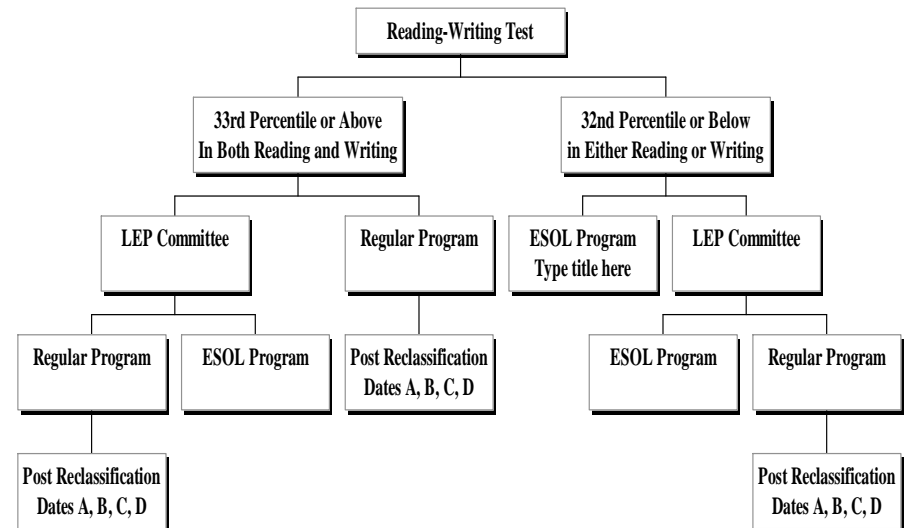 Reading-Writing Test
33rd Percentile or Above
In Both Reading and Writing
32nd Percentile or Below
in Either Reading or Writing
LEP Committee
Regular Program
ESOL Program
Type title here
LEP Committee
Regular Program
ESOL Program
Post Reclassification
Dates A, B, C, D
ESOL Program
Regular Program
Post Reclassification
Dates A, B, C, D
Post Reclassification
Dates A, B, C, D